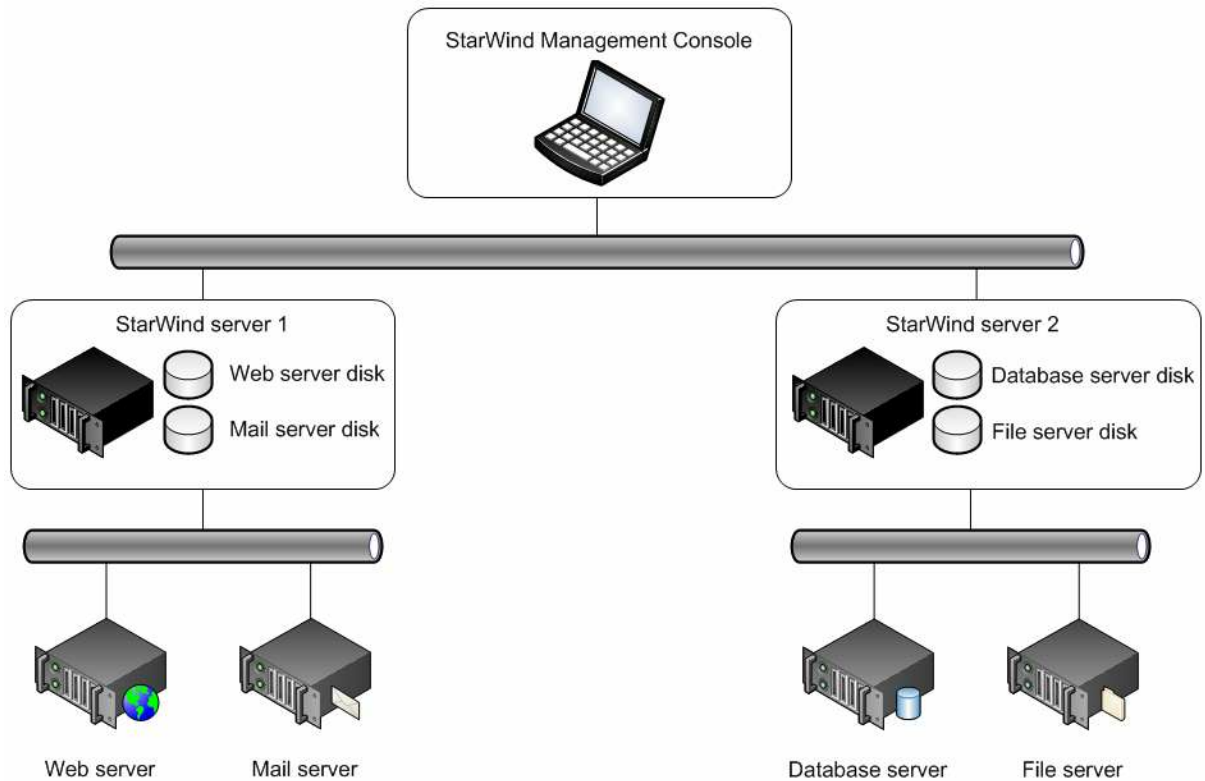 StarWind Management Console
StarWind server 1
Web server disk
Mail server disk
StarWind server 2
Database server disk
File server disk
Web server
Mail server
Database server
File server